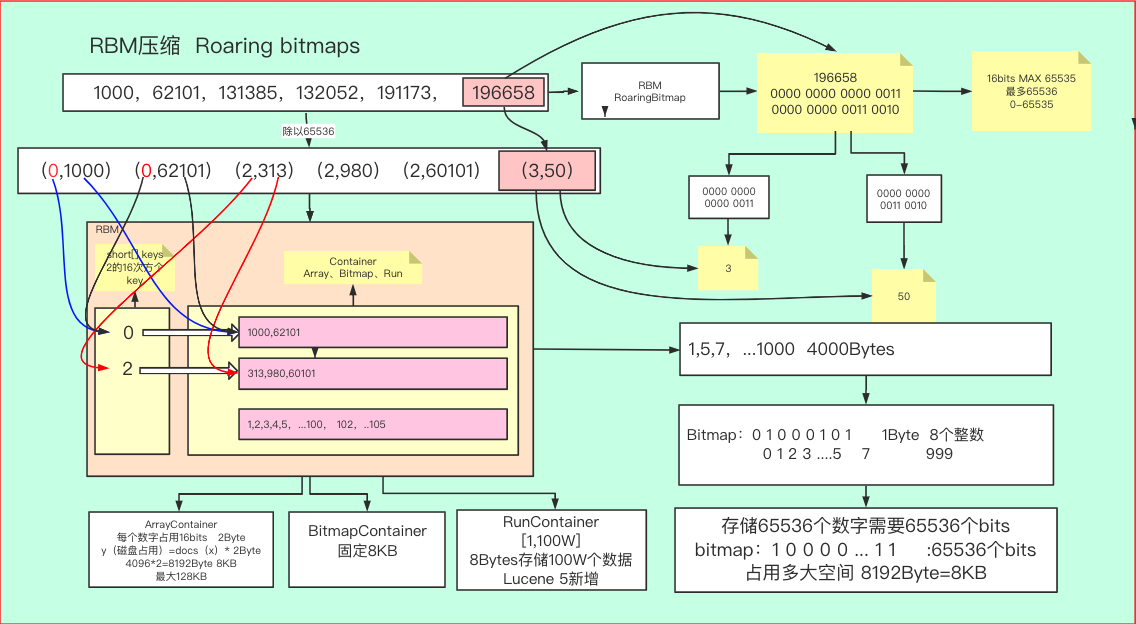 RBM压缩 Roaring bitmaps
1000，62101，131385，132052，191173，
196658
RBM
RoaringBitmap
196658
0000 0000 0000 0011
0000 0000 0011 0010
16bits MAX 65535
最多65536
0-65535
除以65536
(0,1000) (0,62101) (2,313) (2,980) (2,60101)
(3,50)
0000 0000
0000 0011
0000 0000
0011 0010
3
50
RBM
short[] keys
2的16次方个
key
Container
Array、Bitmap、Run
0
1000,62101
2
313,980,60101
1,2,3,4,5，...100， 102，..105
1,5,7，...1000 4000Bytes
Bitmap：0 1 0 0 0 1 0 1 1Byte 8个整数
0 1 2 3 ....5 7 999
ArrayContainer
每个数字占用16bits 2Byte
y（磁盘占用）=docs（x）* 2Byte
4096*2=8192Byte 8KB
最大128KB
BitmapContainer
固定8KB
RunContainer
[1,100W]
8Bytes存储100W个数据
Lucene 5新增
存储65536个数字需要65536个bits
bitmap：1 0 0 0 0 ... 1 1 :65536个bits
占用多大空间 8192Byte=8KB